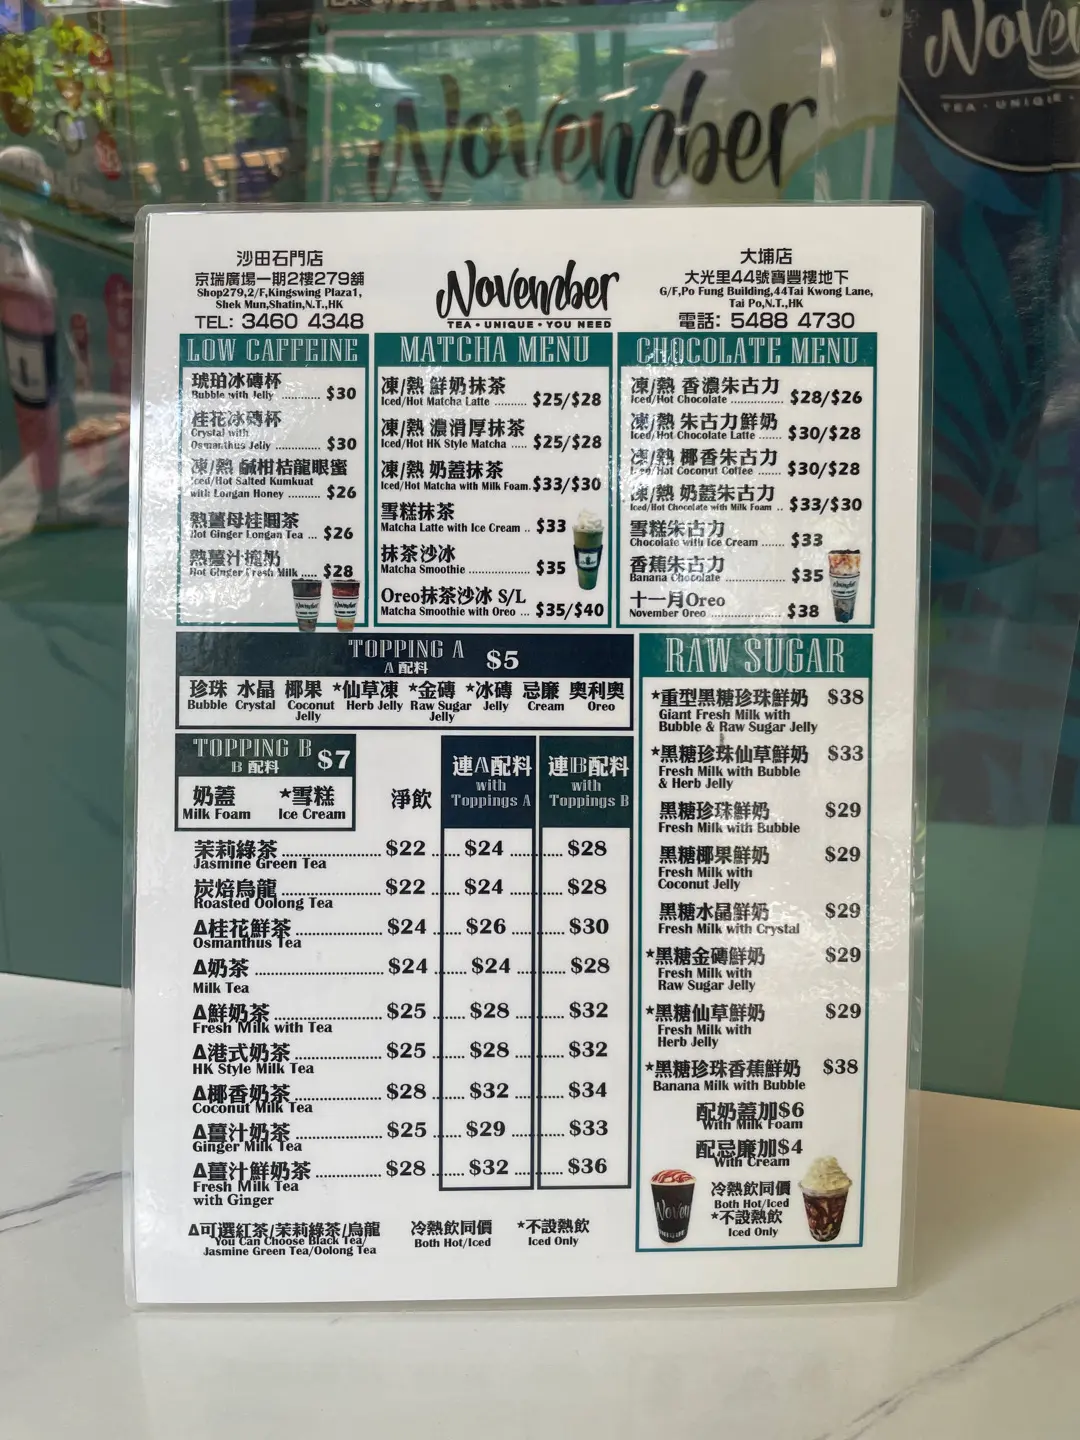 November
Nove
TEA · UNIQUE ·
沙田石門店
京瑞廣場一期2樓279舖
Shop279,2/F,Kingswing Plaza1,
Shek Mun,Shatin,N.T.,HK
TEL: 3460 4348
November
TEA · UNIQUE · YOU NEED
大埔店
大光里44號寶豐樓地下
G/F,Po Fung Building,44Tai Kwong Lane,
Tai Po,N.T.,HK
電話: 5488 4730
LOW CAFFEINE
琥珀冰磚杯
Bubble with Jelly ........... $30
桂花冰磚杯
Crystal with
Osmanthus Jelly ........... $30
凍/熱 鹹柑桔龍眼蜜
Iced/Hot Salted Kumkuat
with Longan Honey ......... $26
熱薑母桂圓茶
Hot Ginger Longan Tea ... $26
熱薑汁鮮奶
Hot Ginger Fresh Milk .... $28
MATCHA MENU
凍/熱 鮮奶抹茶
Iced/Hot Matcha Latte ......... $25/$28
凍/熱 濃滑厚抹茶
Iced/Hot HK Style Matcha .... $25/$28
凍/熱 奶蓋抹茶
Iced/Hot Matcha with Milk Foam. $33/$30
雪糕抹茶
Matcha Latte with Ice Cream .. $33
抹茶沙冰
Matcha Smoothie ................. $35
Oreo抹茶沙冰 S/L
Matcha Smoothie with Oreo ... $35/$40
CHOCOLATE MENU
凍/熱 香濃朱古力
Iced/Hot Chocolate ................. $28/$26
凍/熱 朱古力鮮奶
Iced/Hot Chocolate Latte ...... $30/$28
凍/熱 椰香朱古力
Iced/Hot Coconut Coffee ....... $30/$28
凍/熱 奶蓋朱古力
Iced/Hot Chocolate with Milk Foam .. $33/$30
雪糕朱古力
Chocolate with Ice Cream ...... $33
香蕉朱古力
Banana Chocolate .................... $35
十一月Oreo
November Oreo ....................... $38
TOPPING A
A 配料
$5
珍珠 水晶 椰果 *仙草凍 *金磚 *冰磚 忌廉 奧利奧
Bubble Crystal Coconut Jelly Herb Jelly Raw Sugar Jelly Jelly Cream Oreo
TOPPING B
B 配料
$7
奶蓋 *雪糕
Milk Foam Ice Cream
淨飲
連A配料
with
Toppings A
連B配料
with
Toppings B
茉莉綠茶 ..................... $22 ...... $24 ........... $28
Jasmine Green Tea
炭焙烏龍 ..................... $22 ...... $24 ........... $28
Roasted Oolong Tea
Δ桂花鮮茶 .................. $24 ...... $26 ........... $30
Osmanthus Tea
Δ奶茶 ........................... $24 ...... $24 ........... $28
Milk Tea
Δ鮮奶茶 ....................... $25 ...... $28 ........... $32
Fresh Milk with Tea
Δ港式奶茶 .................. $25 ...... $28 ........... $32
HK Style Milk Tea
Δ椰香奶茶 .................. $28 ...... $32 ........... $34
Coconut Milk Tea
Δ薑汁奶茶 .................. $25 ...... $29 ........... $33
Ginger Milk Tea
Δ薑汁鮮奶茶 .............. $28 ...... $32 ........... $36
Fresh Milk Tea
with Ginger
Δ可選紅茶/茉莉綠茶/烏龍
You Can Choose Black Tea/
Jasmine Green Tea/Oolong Tea
冷熱飲同價
Both Hot/Iced
*不設熱飲
Iced Only
RAW SUGAR
*重型黑糖珍珠鮮奶 $38
Giant Fresh Milk with
Bubble & Raw Sugar Jelly
*黑糖珍珠仙草鮮奶 $33
Fresh Milk with Bubble
& Herb Jelly
黑糖珍珠鮮奶 $29
Fresh Milk with Bubble
黑糖椰果鮮奶 $29
Fresh Milk with
Coconut Jelly
黑糖水晶鮮奶 $29
Fresh Milk with Crystal
*黑糖金磚鮮奶 $29
Fresh Milk with
Raw Sugar Jelly
*黑糖仙草鮮奶 $29
Fresh Milk with
Herb Jelly
*黑糖珍珠香蕉鮮奶 $38
Banana Milk with Bubble
配奶蓋加$6
With Milk Foam
配忌廉加$4
With Cream
冷熱飲同價
Both Hot/Iced
*不設熱飲
Iced Only